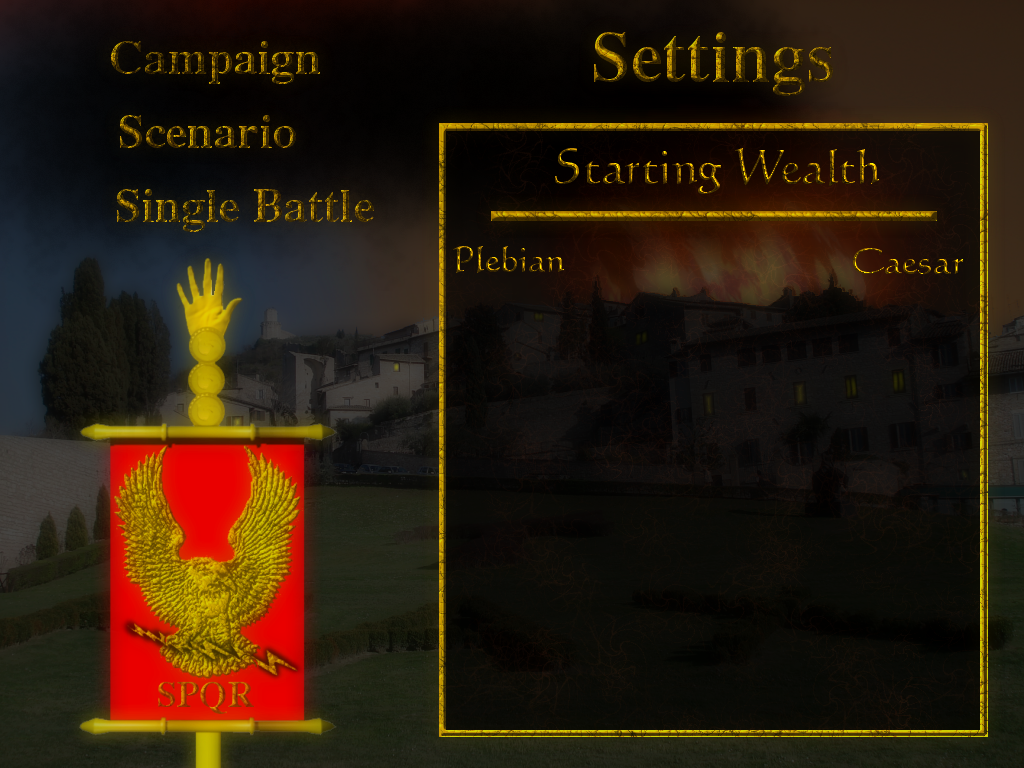 Campaign
Scenario
Single Battle
SPQR
Settings
Starting Wealth
Plebian
Caesar